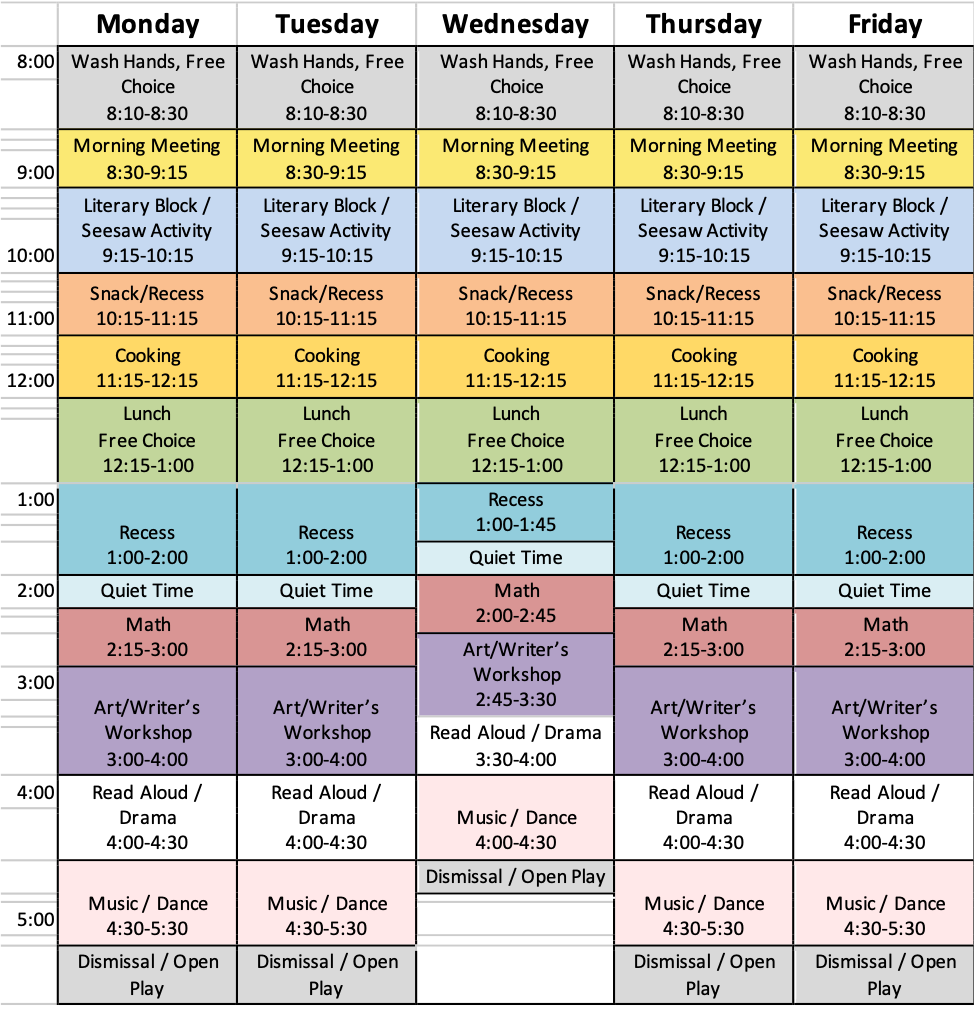 Monday Tuesday Wednesday Thursday Friday
8:00
Wash Hands, Free Wash Hands, Free Wash Hands, Free Wash Hands, Free Wash Hands, Free
Choice Choice Choice Choice Choice
8:10-8:30 8:10-8:30 8:10-8:30 8:10-8:30 8:10-8:30
Morning Meeting Morning Meeting Morning Meeting Morning Meeting Morning Meeting
9:00 8:30-9:15 8:30-9:15 8:30-9:15 8:30-9:15 8:30-9:15
Literary Block / Literary Block / Literary Block / Literary Block / Literary Block /
Seesaw Activity Seesaw Activity Seesaw Activity Seesaw Activity Seesaw Activity
10:00 9:15-10:15 9:15-10:15 9:15-10:15 9:15-10:15 9:15-10:15
Snack/Recess Snack/Recess Snack/Recess Snack/Recess Snack/Recess
11:00 10:15-11:15 10:15-11:15 10:15-11:15 10:15-11:15 10:15-11:15
Cooking Cooking Cooking Cooking Cooking
12:00 11:15-12:15 11:15-12:15 11:15-12:15 11:15-12:15 11:15-12:15
Lunch Lunch Lunch Lunch Lunch
Free Choice Free Choice Free Choice Free Choice Free Choice
12:15-1:00 12:15-1:00 12:15-1:00 12:15-1:00 12:15-1:00
1:00 Recess
1:00-1:45
Recess Recess Recess Recess
1:00-2:00 1:00-2:00 Quiet Time 1:00-2:00 1:00-2:00
2:00 Quiet Time Quiet Time Math Quiet Time Quiet Time
2:00-2:45
Math Math Math Math
2:15-3:00 2:15-3:00 Art/Writer’s 2:15-3:00 2:15-3:00
Workshop
3:00 2:45-3:30
Art/Writer’s Art/Writer’s Art/Writer’s Art/Writer’s
Workshop Workshop Read Aloud / Drama Workshop Workshop
3:00-4:00 3:00-4:00 3:30-4:00 3:00-4:00 3:00-4:00
4:00 Read Aloud / Read Aloud / Read Aloud / Read Aloud /
Drama Drama Music / Dance Drama Drama
4:00-4:30 4:00-4:30 4:00-4:30 4:00-4:30 4:00-4:30
Dismissal / Open Play
Music / Dance Music / Dance Music / Dance Music / Dance
5:00 4:30-5:30 4:30-5:30 4:30-5:30 4:30-5:30
Dismissal / Open Dismissal / Open Dismissal / Open Dismissal / Open
Play Play Play Play